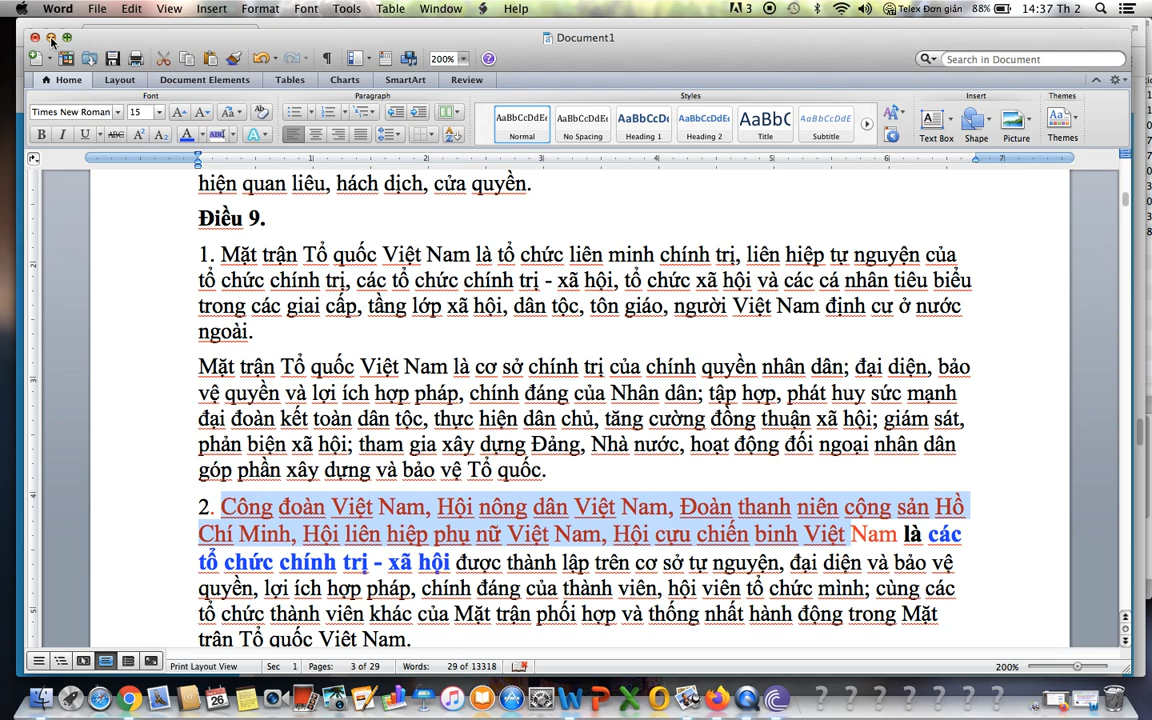 Word File Edit View Insert Format Font Tools Table Window Help
3 Telex Đơn giản 88% 14:37 Th 2
Document1
200% Search in Document
Home Layout Document Elements Tables Charts SmartArt Review
Font Paragraph Styles Insert Themes
Times New Roman 15
AaBbCcDdE AaBbCcDdEe AaBbCcDc AaBbCcDdEe AaBbC AaBbCcDdEe
Normal No Spacing Heading 1 Heading 2 Title Subtitle
Text Box Shape Picture Themes
hiện quan liêu, hách dịch, cửa quyền.
Điều 9.
1. Mặt trận Tổ quốc Việt Nam là tổ chức liên minh chính trị, liên hiệp tự nguyện của
tổ chức chính trị, các tổ chức chính trị - xã hội, tổ chức xã hội và các cá nhân tiêu biểu
trong các giai cấp, tầng lớp xã hội, dân tộc, tôn giáo, người Việt Nam định cư ở nước
ngoài.
Mặt trận Tổ quốc Việt Nam là cơ sở chính trị của chính quyền nhân dân; đại diện, bảo
vệ quyền và lợi ích hợp pháp, chính đáng của Nhân dân; tập hợp, phát huy sức mạnh
đại đoàn kết toàn dân tộc, thực hiện dân chủ, tăng cường đồng thuận xã hội; giám sát,
phản biện xã hội; tham gia xây dựng Đảng, Nhà nước, hoạt động đối ngoại nhân dân
góp phần xây dựng và bảo vệ Tổ quốc.
2. Công đoàn Việt Nam, Hội nông dân Việt Nam, Đoàn thanh niên cộng sản Hồ
Chí Minh, Hội liên hiệp phụ nữ Việt Nam, Hội cựu chiến binh Việt Nam là các
tổ chức chính trị - xã hội được thành lập trên cơ sở tự nguyện, đại diện và bảo vệ
quyền, lợi ích hợp pháp, chính đáng của thành viên, hội viên tổ chức mình; cùng các
tổ chức thành viên khác của Mặt trận phối hợp và thống nhất hành động trong Mặt
trận Tổ quốc Việt Nam.
Print Layout View Sec 1 Pages: 3 of 29 Words: 29 of 13318 200%